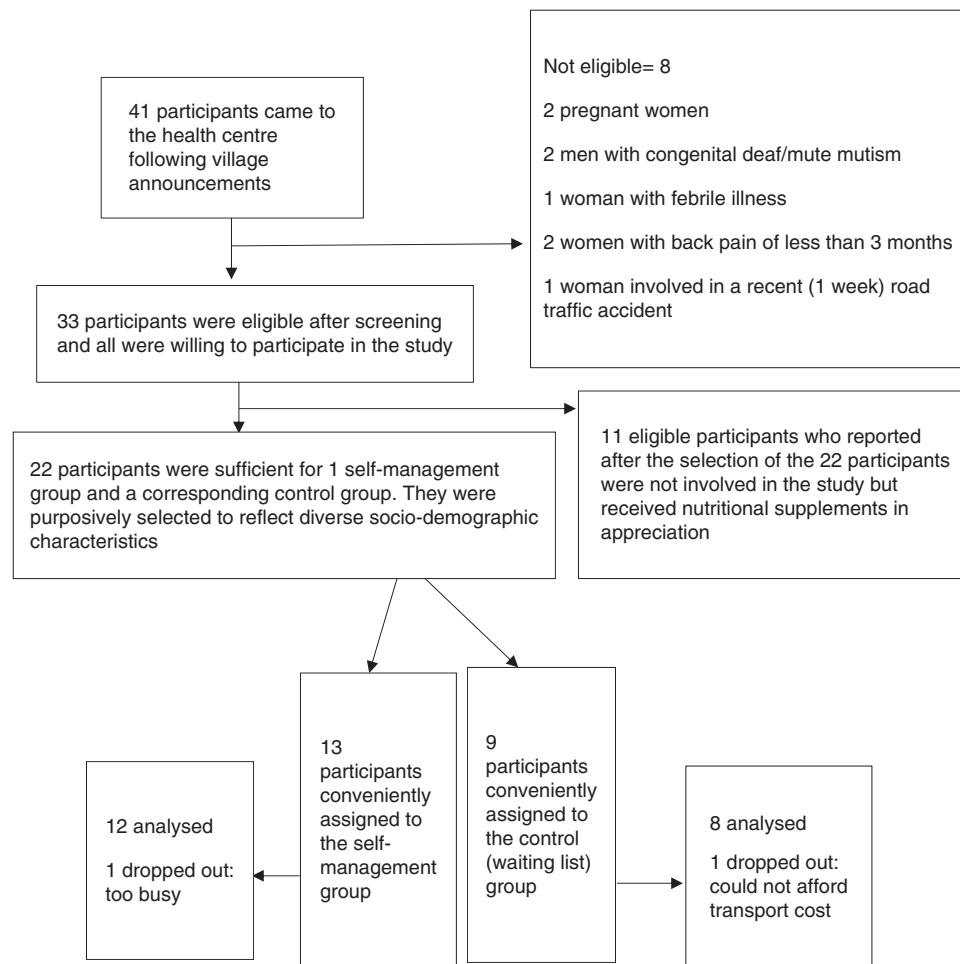 41 participants came to
the health centre
following village
announcements
Not eligible= 8
2 pregnant women
2 men with congenital deaf/mute mutism
1 woman with febrile illness
2 women with back pain of less than 3 months
1 woman involved in a recent (1 week) road
traffic accident
33 participants were eligible after screening
and all were willing to participate in the study
11 eligible participants who reported
after the selection of the 22 participants
were not involved in the study but
received nutritional supplements in
appreciation
22 participants were sufficient for 1 self-management
group and a corresponding control group. They were
purposively selected to reflect diverse socio-demographic
characteristics
12 analysed
1 dropped out:
too busy
13
participants
conveniently
assigned to
the self-
management
group
9
participants
conveniently
assigned to
the control
(waiting list)
group
8 analysed
1 dropped out:
could not afford
transport cost